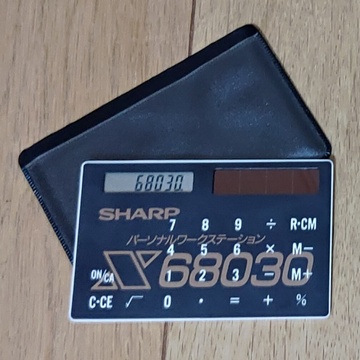 68030.
SHARP
7 8 9 ÷ R·CM
パーソナルワークステーション
4 5 6 × M−
X68030
ON/CA 1 2 3 − M+
C·CE √ 0 · = + %